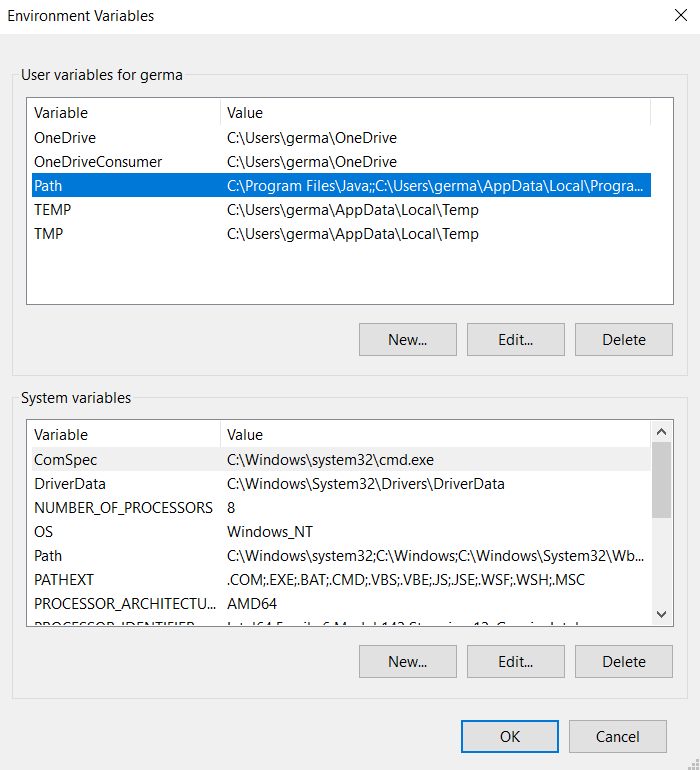 Environment Variables
User variables for germa
Variable Value
OneDrive C:\Users\germa\OneDrive
OneDriveConsumer C:\Users\germa\OneDrive
Path C:\Program Files\Java;;C:\Users\germa\AppData\Local\Progra...
TEMP C:\Users\germa\AppData\Local\Temp
TMP C:\Users\germa\AppData\Local\Temp
New... Edit... Delete
System variables
Variable Value
ComSpec C:\Windows\system32\cmd.exe
DriverData C:\Windows\System32\Drivers\DriverData
NUMBER_OF_PROCESSORS 8
OS Windows_NT
Path C:\Windows\system32;C:\Windows;C:\Windows\System32\Wb...
PATHEXT .COM;.EXE;.BAT;.CMD;.VBS;.VBE;.JS;.JSE;.WSF;.WSH;.MSC
PROCESSOR_ARCHITECTU... AMD64
New... Edit... Delete
OK Cancel